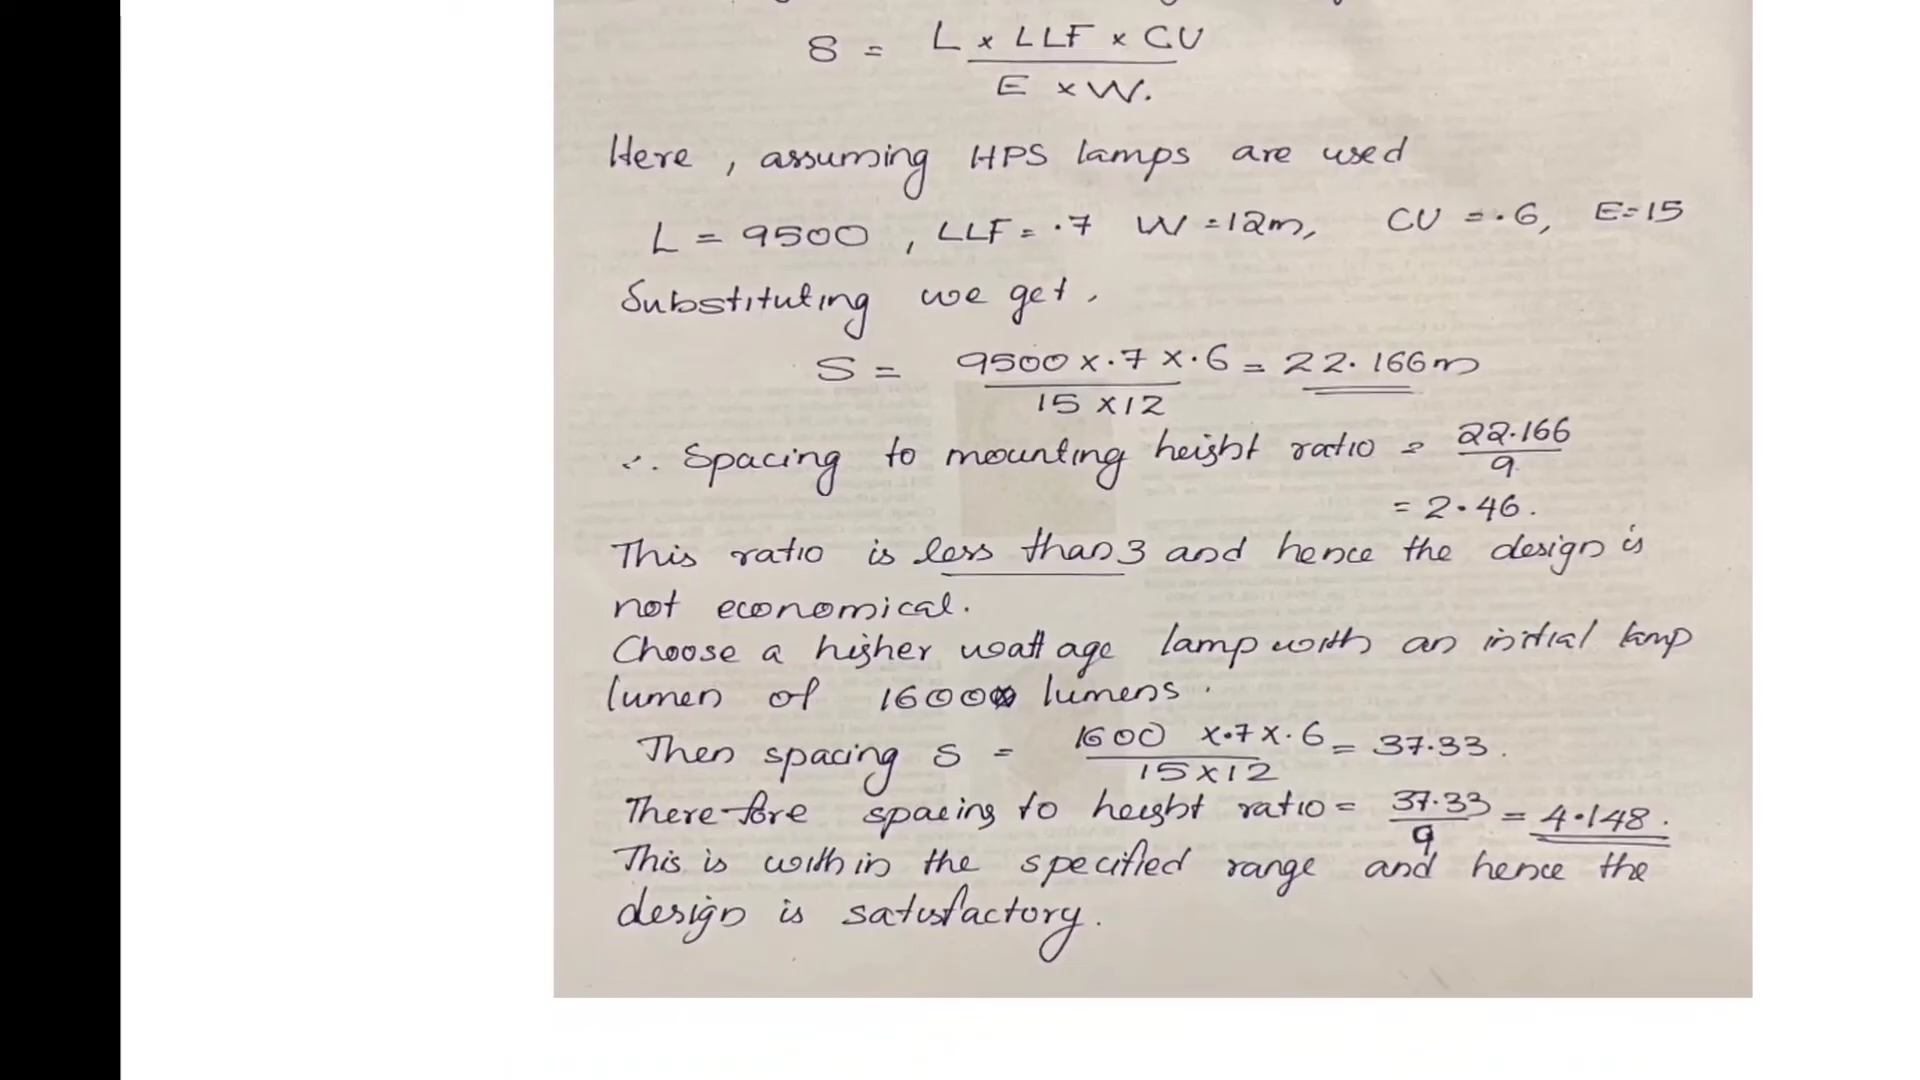 S = L x LLF x CU
E x W.
Here, assuming HPS lamps are used
L = 9500, LLF = .7 W = 12m, CU = .6, E=15
Substituting we get,
S = 9500 x .7 x .6 = 22.166m
15 x 12
∴ Spacing to mounting height ratio = 22.166
9
= 2.46.
This ratio is less than 3 and hence the design is
not economical.
Choose a higher wattage lamp with an initial lamp
lumen of 16000 lumens.
Then spacing S = 1600 x .7 x .6 = 37.33.
15 x 12
Therefore spacing to height ratio = 37.33 = 4.148.
9
This is within the specified range and hence the
design is satisfactory.